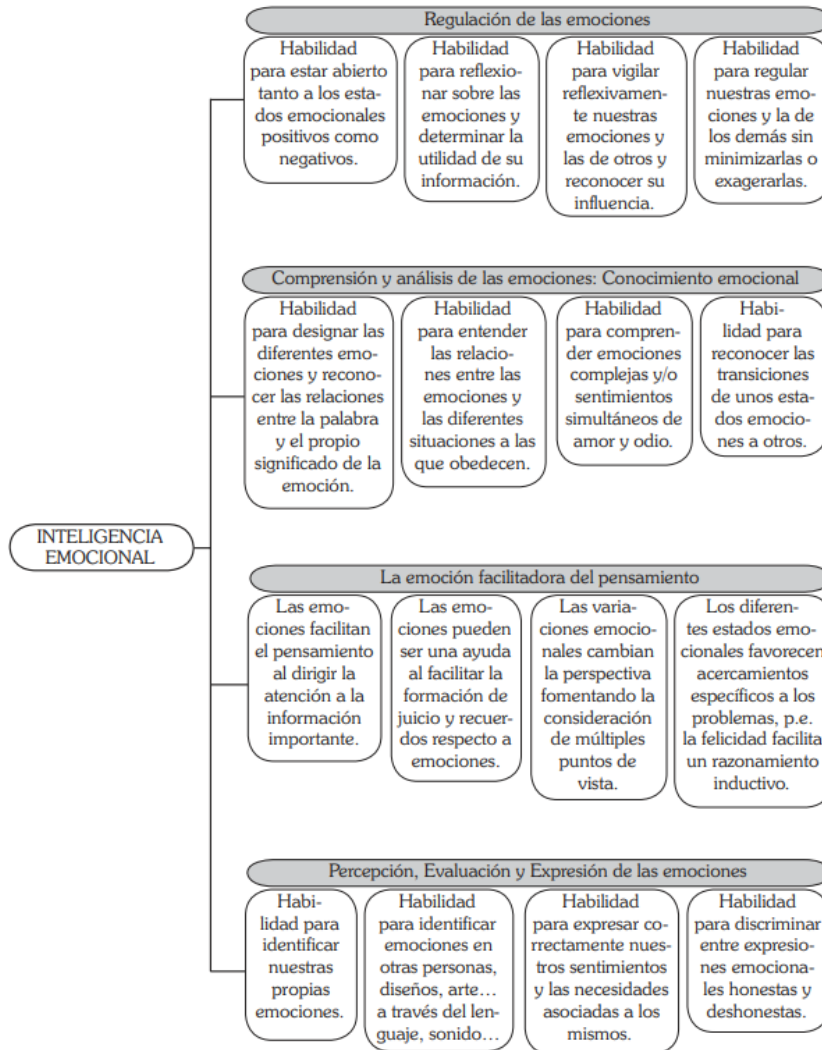 Regulación de las emociones
Habilidad
para estar abierto
tanto a los esta-
dos emocionales
positivos como
negativos.
Habilidad
para reflexio-
nar sobre las
emociones y
determinar la
utilidad de su
información.
Habilidad
para vigilar
reflexivamen-
te nuestras
emociones y
las de otros y
reconocer su
influencia.
Habilidad
para regular
nuestras emo-
ciones y la de
los demás sin
minimizarlas o
exagerarlas.
Comprensión y análisis de las emociones: Conocimiento emocional
Habilidad
para designar las
diferentes emo-
ciones y recono-
cer las relaciones
entre la palabra
y el propio
significado de la
emoción.
Habilidad
para entender
las relacio-
nes entre las
emociones y
las diferentes
situaciones a las
que obedecen.
Habilidad
para compren-
der emociones
complejas y/o
sentimientos
simultáneos de
amor y odio.
Habi-
lidad para
reconocer las
transiciones
de unos esta-
dos emocio-
nes a otros.
INTELIGENCIA
EMOCIONAL
La emoción facilitadora del pensamiento
Las emo-
ciones facilitan
el pensamiento
al dirigir la
atención a la
información
importante.
Las emo-
ciones pueden
ser una ayuda
al facilitar la
formación de
juicio y recuer-
dos respecto a
emociones.
Las varia-
ciones emocio-
nales cambian
la perspectiva
fomentando la
consideración
de múltiples
puntos de
vista.
Los diferen-
tes estados emo-
cionales favorecen
acercamientos
específicos a los
problemas, p.e.
la felicidad facilita
un razonamiento
inductivo.
Percepción, Evaluación y Expresión de las emociones
Habi-
lidad para
identificar
nuestras
propias
emociones.
Habilidad
para identificar
emociones en
otras personas,
diseños, arte…
a través del len-
guaje, sonido…
Habilidad
para expresar co-
rrectamente nues-
tros sentimientos
y las necesidades
asociadas a los
mismos.
Habilidad
para discriminar
entre expresio-
nes emociona-
les honestas y
deshonestas.